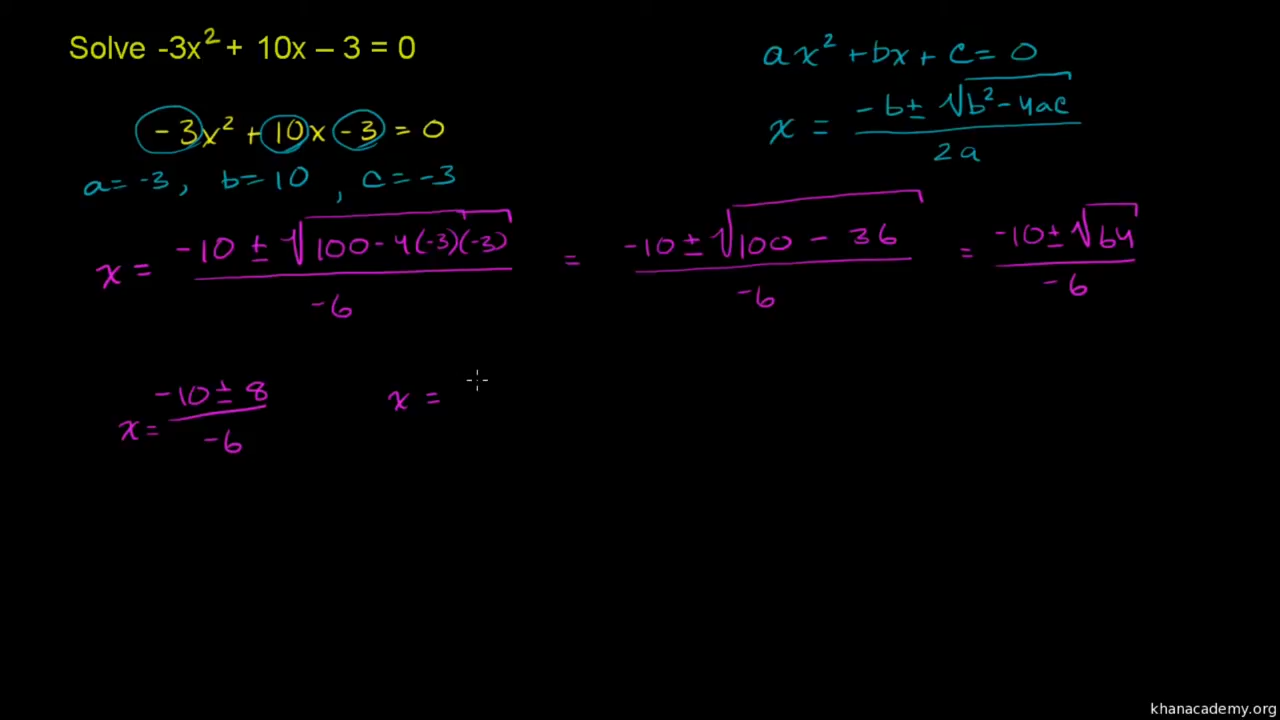 Solve -3x² + 10x – 3 = 0
ax² + bx + c = 0
x = (-b ± √(b² - 4ac)) / 2a
-3x² + 10x - 3 = 0
a = -3, b = 10, c = -3
x = (-10 ± √(100 - 4(-3)(-3))) / -6 = (-10 ± √(100 - 36)) / -6 = (-10 ± √64) / -6
x = (-10 ± 8) / -6 x =
khanacademy.org